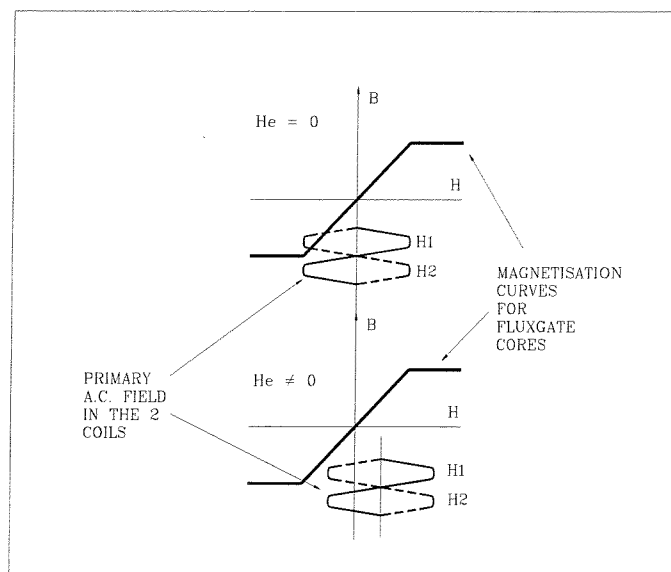 B
He = 0
H
H1
H2
MAGNETISATION
CURVES
FOR
FLUXGATE
CORES
B
PRIMARY
A.C. FIELD
IN THE 2
COILS
He ≠ 0
H
H1
H2